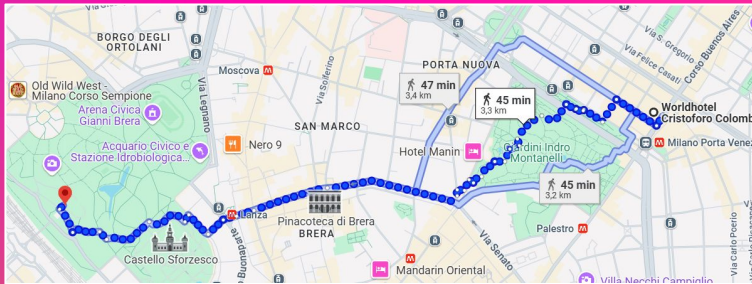 BORGO DEGLI
ORTOLANI
Old Wild West -
Milano Corso Sempione
Moscova
Via Solferino
PORTA NUOVA
Via S. Gregorio
Via Felice Casati
Corso Buenos Aires
47 min
3,4 km
45 min
3,3 km
Worldhotel
Cristoforo Colomb
Arena Civica
Gianni Brera
Via Legnano
SAN MARCO
Nero 9
Acquario Civico e
Stazione Idrobiologica...
Hotel Manin
Giardini Indro
Montanelli
Milano Porta Venez
45 min
3,2 km
Lanza
Pinacoteca di Brera
BRERA
Castello Sforzesco
Buonaparte
Via Senato
Palestro
Mandarin Oriental
Villa Necchi Campiglio
Via Carlo Poerio